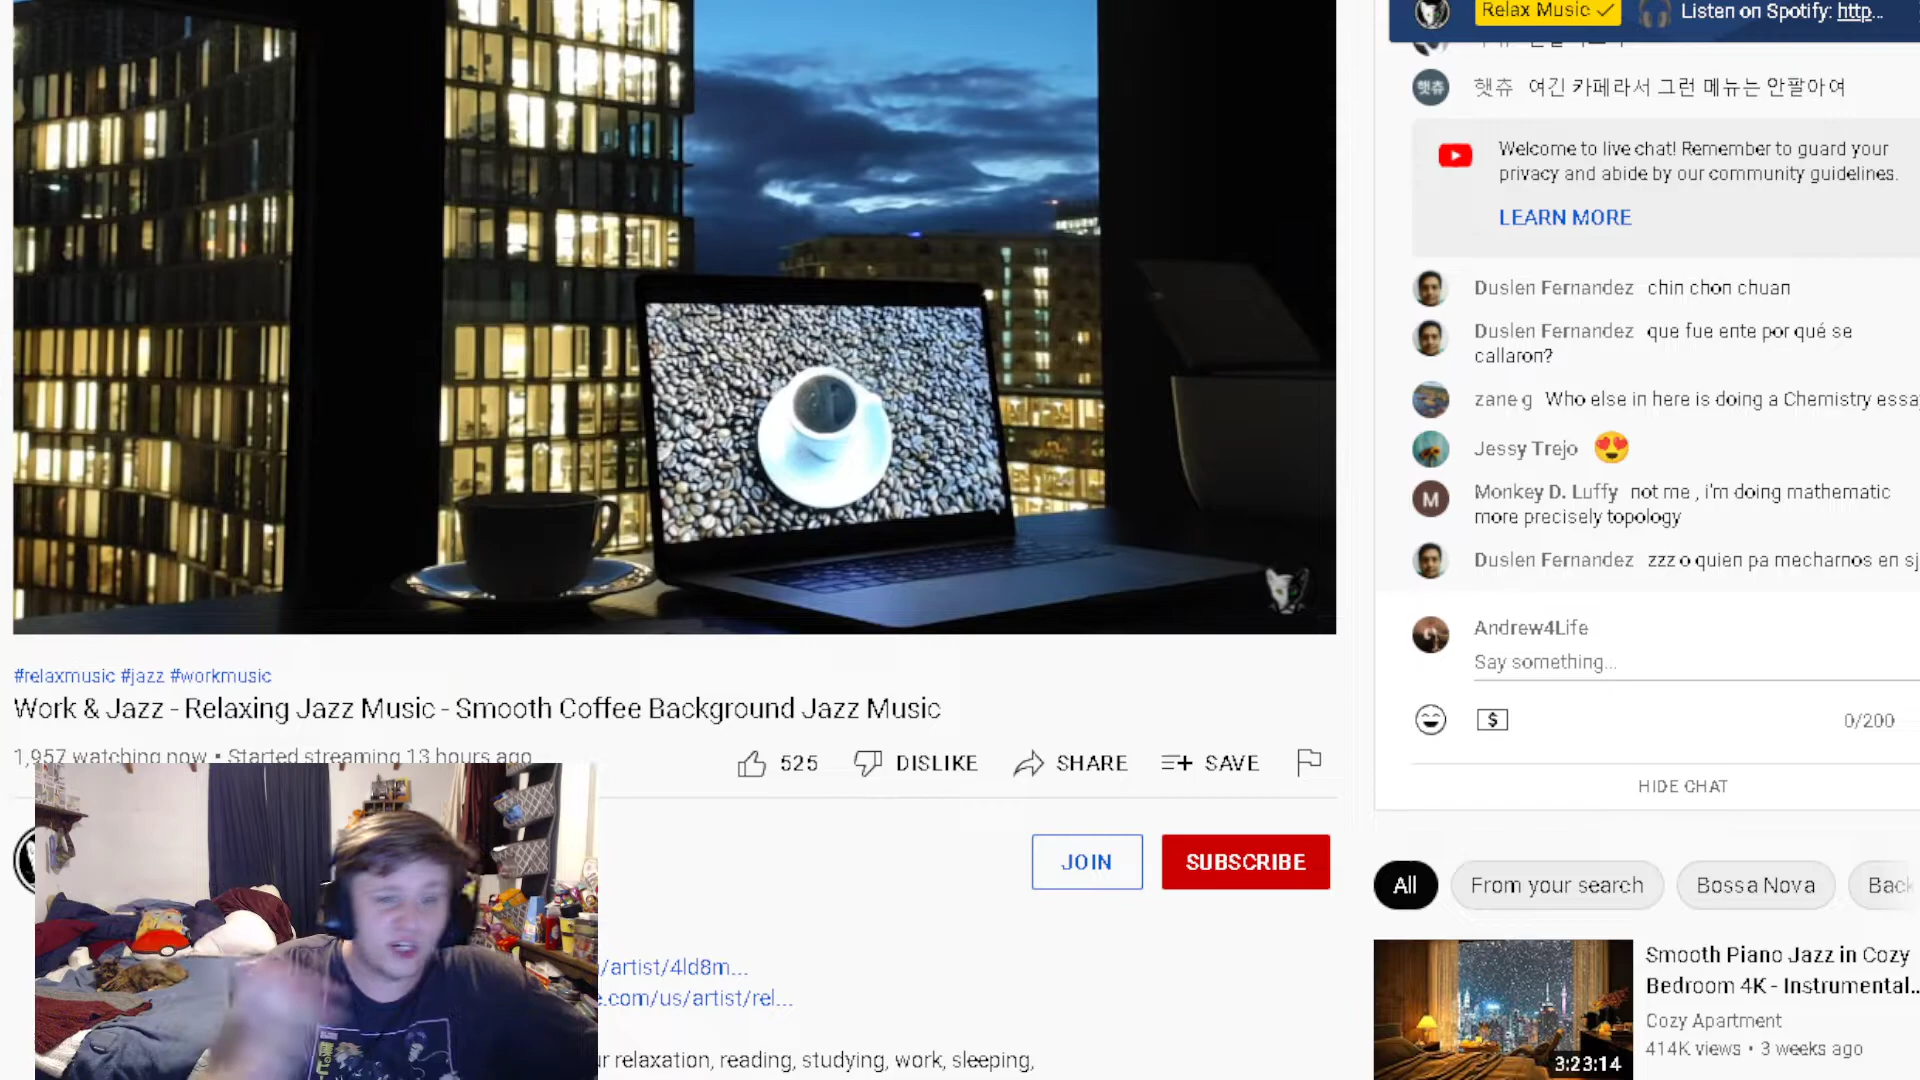 Relax Music
Listen on Spotify: http...
햇쥬
햇쥬 여긴 카페라서 그런 메뉴는 안팔아여
Welcome to live chat! Remember to guard your
privacy and abide by our community guidelines.
LEARN MORE
Duslen Fernandez chin chon chuan
Duslen Fernandez que fue ente por qué se
callaron?
zane g Who else in here is doing a Chemistry essa
Jessy Trejo 😍
M
Monkey D. Luffy not me , i'm doing mathematic
more precisely topology
Duslen Fernandez zzz o quien pa mecharnos en sj
Andrew4Life
Say something...
$
0/200
HIDE CHAT
#relaxmusic #jazz #workmusic
Work & Jazz - Relaxing Jazz Music - Smooth Coffee Background Jazz Music
1,957 watching now • Started streaming 13 hours ago
525
DISLIKE
SHARE
SAVE
JOIN
SUBSCRIBE
/artist/4ld8m...
.com/us/artist/rel...
ur relaxation, reading, studying, work, sleeping,
All
From your search
Bossa Nova
Back
Smooth Piano Jazz in Cozy
Bedroom 4K - Instrumental...
Cozy Apartment
414K views • 3 weeks ago
3:23:14